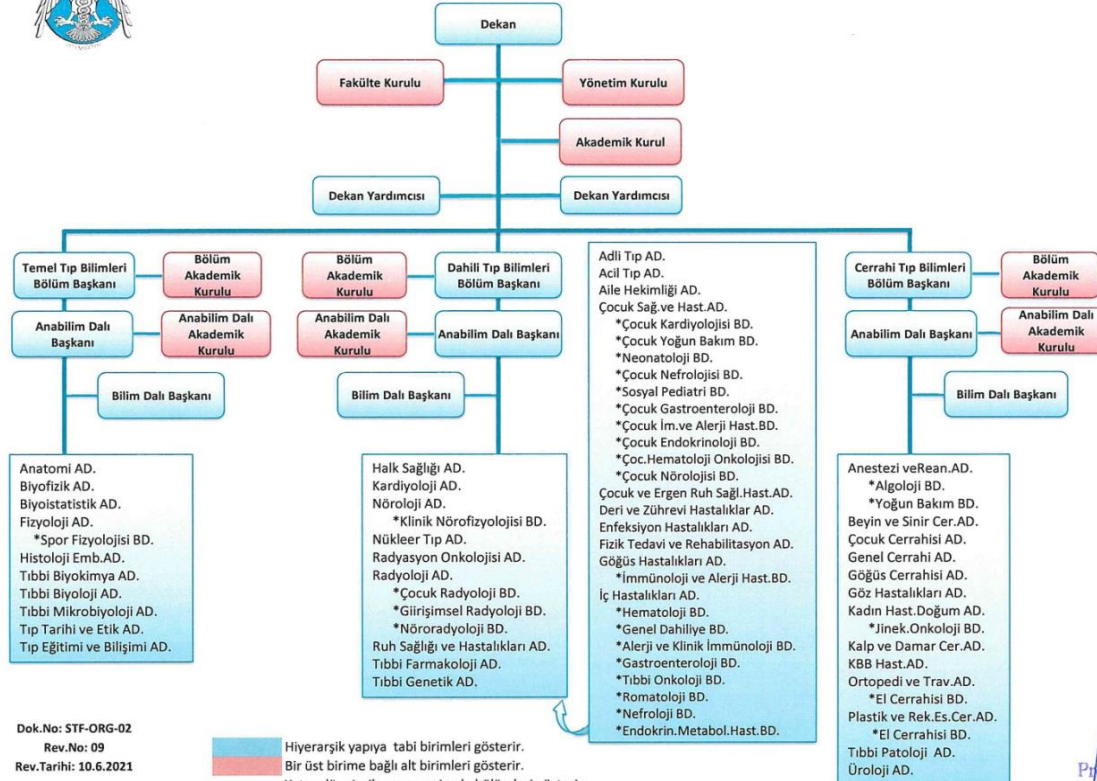 Dekan
Fakülte Kurulu
Yönetim Kurulu
Akademik Kurul
Dekan Yardımcısı
Dekan Yardımcısı
Temel Tıp Bilimleri
Bölüm Başkanı
Bölüm
Akademik
Kurulu
Anabilim Dalı
Başkanı
Anabilim Dalı
Akademik
Kurulu
Bilim Dalı Başkanı
Anatomi AD.
Biyofizik AD.
Biyoistatistik AD.
Fizyoloji AD.
*Spor Fizyolojisi BD.
Histoloji Emb.AD.
Tıbbi Biyokimya AD.
Tıbbi Biyoloji AD.
Tıbbi Mikrobiyoloji AD.
Tıp Tarihi ve Etik AD.
Tıp Eğitimi ve Bilişimi AD.
Bölüm
Akademik
Kurulu
Dahili Tıp Bilimleri
Bölüm Başkanı
Anabilim Dalı
Akademik
Kurulu
Anabilim Dalı Başkanı
Bilim Dalı Başkanı
Halk Sağlığı AD.
Kardiyoloji AD.
Nöroloji AD.
*Klinik Nörofizyolojisi BD.
Nükleer Tıp AD.
Radyasyon Onkolojisi AD.
Radyoloji AD.
*Çocuk Radyoloji BD.
*Giirişimsel Radyoloji BD.
*Nöroradyoloji BD.
Ruh Sağlığı ve Hastalıkları AD.
Tıbbi Farmakoloji AD.
Tıbbi Genetik AD.
Adli Tıp AD.
Acil Tıp AD.
Aile Hekimliği AD.
Çocuk Sağ.ve Hast.AD.
*Çocuk Kardiyolojisi BD.
*Çocuk Yoğun Bakım BD.
*Neonatoloji BD.
*Çocuk Nefrolojisi BD.
*Sosyal Pediatri BD.
*Çocuk Gastroenteroloji BD.
*Çocuk İm.ve Alerji Hast.BD.
*Çocuk Endokrinoloji BD.
*Çoc.Hematoloji Onkolojisi BD.
*Çocuk Nörolojisi BD.
Çocuk ve Ergen Ruh Sağl.Hast.AD.
Deri ve Zührevi Hastalıklar AD.
Enfeksiyon Hastalıkları AD.
Fizik Tedavi ve Rehabilitasyon AD.
Göğüs Hastalıkları AD.
*İmmünoloji ve Alerji Hast.BD.
İç Hastalıkları AD.
*Hematoloji BD.
*Genel Dahiliye BD.
*Alerji ve Klinik İmmünoloji BD.
*Gastroenteroloji BD.
*Tıbbi Onkoloji BD.
*Romatoloji BD.
*Nefroloji BD.
*Endokrin.Metabol.Hast.BD.
Cerrahi Tıp Bilimleri
Bölüm Başkanı
Bölüm
Akademik
Kurulu
Anabilim Dalı Başkanı
Anabilim Dalı
Akademik
Kurulu
Bilim Dalı Başkanı
Anestezi veRean.AD.
*Algoloji BD.
*Yoğun Bakım BD.
Beyin ve Sinir Cer.AD.
Çocuk Cerrahisi AD.
Genel Cerrahi AD.
Göğüs Cerrahisi AD.
Göz Hastalıkları AD.
Kadın Hast.Doğum AD.
*Jinek.Onkoloji BD.
Kalp ve Damar Cer.AD.
KBB Hast.AD.
Ortopedi ve Trav.AD.
*El Cerrahisi BD.
Plastik ve Rek.Es.Cer.AD.
*El Cerrahisi BD.
Tıbbi Patoloji AD.
Üroloji AD.
Dok.No: STF-ORG-02
Rev.No: 09
Rev.Tarihi: 10.6.2021
Hiyerarşik yapıya tabi birimleri gösterir.
Bir üst birime bağlı alt birimleri gösterir.